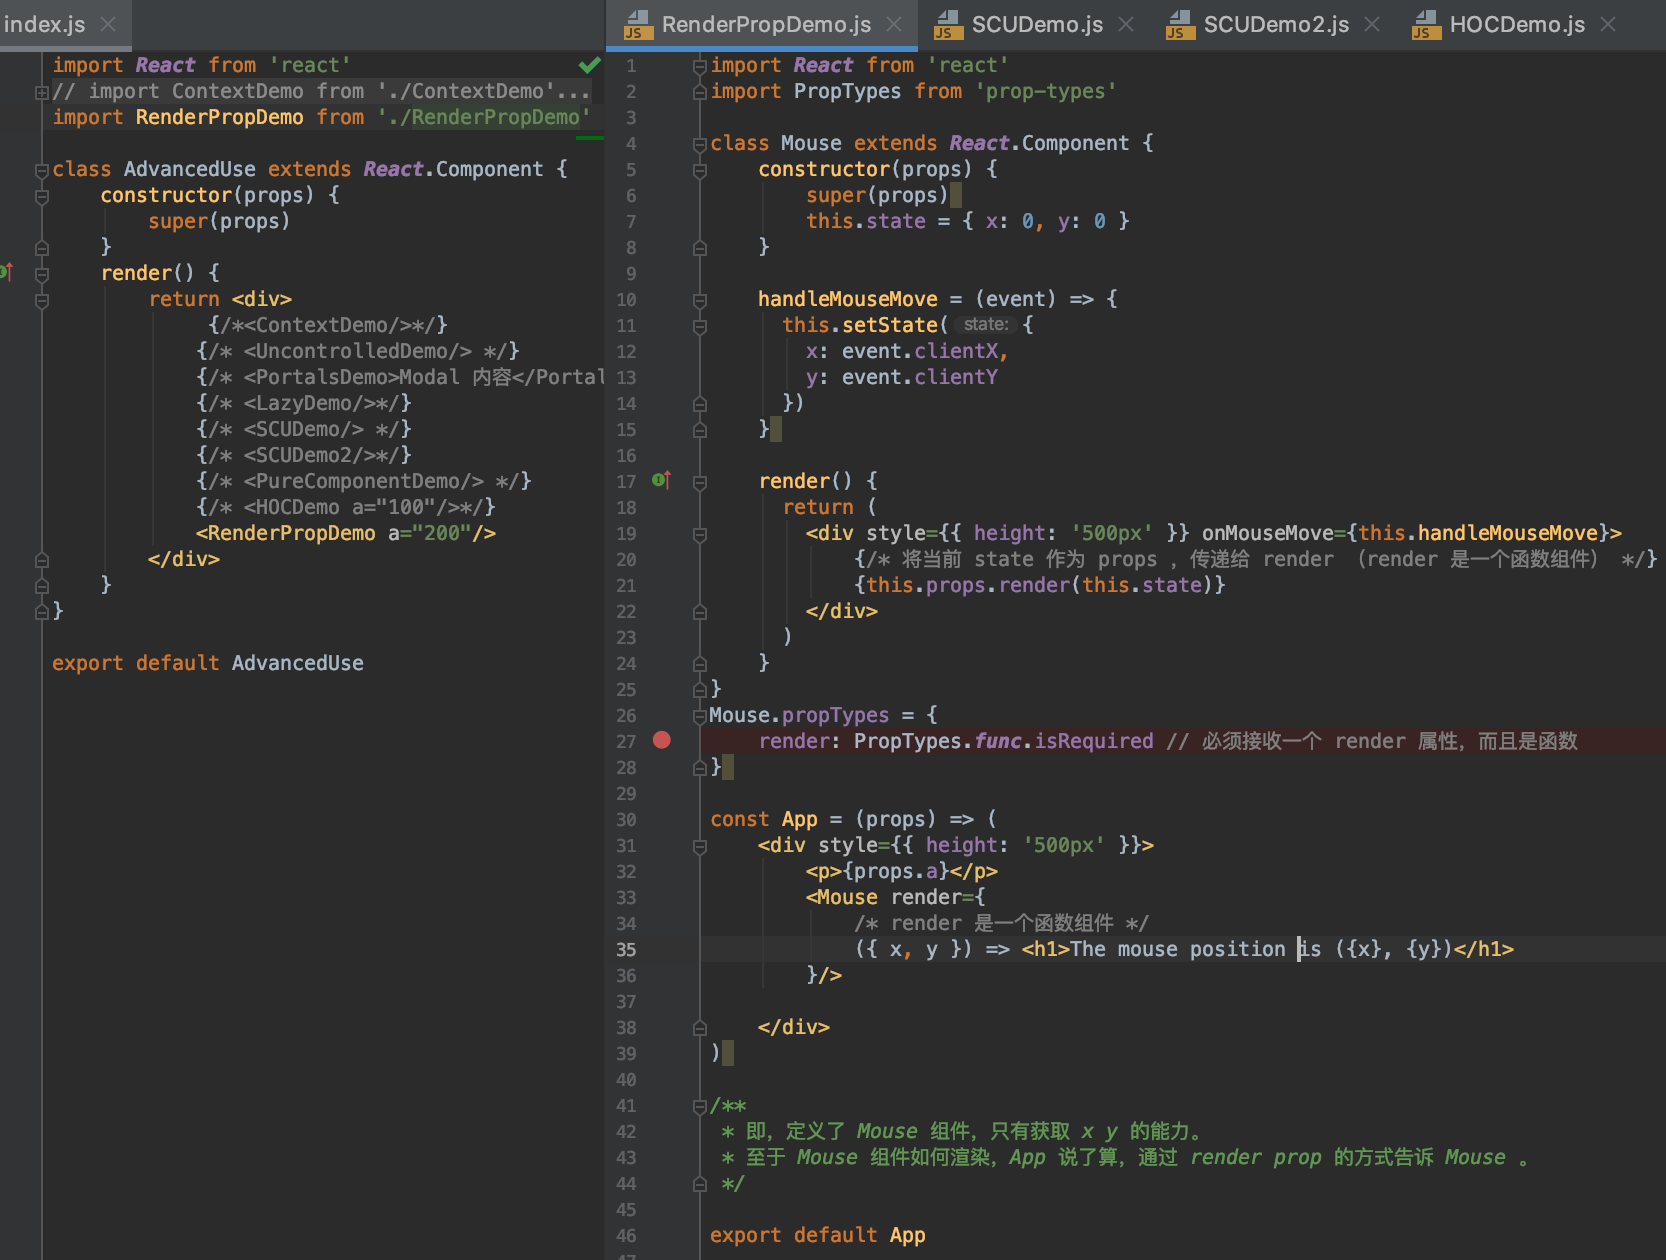 index.js
import React from 'react'
// import ContextDemo from './ContextDemo'...
import RenderPropDemo from './RenderPropDemo'
class AdvancedUse extends React.Component {
constructor(props) {
super(props)
}
render() {
return <div>
{/*<ContextDemo/>*/}
{/* <UncontrolledDemo/> */}
{/* <PortalsDemo>Modal 内容</Portal
{/* <LazyDemo/>*/}
{/* <SCUDemo/> */}
{/* <SCUDemo2/>*/}
{/* <PureComponentDemo/> */}
{/* <HOCDemo a="100"/>*/}
<RenderPropDemo a="200"/>
</div>
}
}
export default AdvancedUse
JS RenderPropDemo.js
JS SCUDemo.js
JS SCUDemo2.js
JS HOCDemo.js
1 import React from 'react'
2 import PropTypes from 'prop-types'
3
4 class Mouse extends React.Component {
5 constructor(props) {
6 super(props)
7 this.state = { x: 0, y: 0 }
8 }
9
10 handleMouseMove = (event) => {
11 this.setState( state: {
12 x: event.clientX,
13 y: event.clientY
14 })
15 }
16
17 render() {
18 return (
19 <div style={{ height: '500px' }} onMouseMove={this.handleMouseMove}>
20 {/* 将当前 state 作为 props ，传递给 render （render 是一个函数组件） */}
21 {this.props.render(this.state)}
22 </div>
23 )
24 }
25 }
26 Mouse.propTypes = {
27 render: PropTypes.func.isRequired // 必须接收一个 render 属性，而且是函数
28 }
29
30 const App = (props) => (
31 <div style={{ height: '500px' }}>
32 <p>{props.a}</p>
33 <Mouse render={
34 /* render 是一个函数组件 */
35 ({ x, y }) => <h1>The mouse position is ({x}, {y})</h1>
36 }/>
37
38 </div>
39 )
40
41 /**
42 * 即，定义了 Mouse 组件，只有获取 x y 的能力。
43 * 至于 Mouse 组件如何渲染，App 说了算，通过 render prop 的方式告诉 Mouse 。
44 */
45
46 export default App